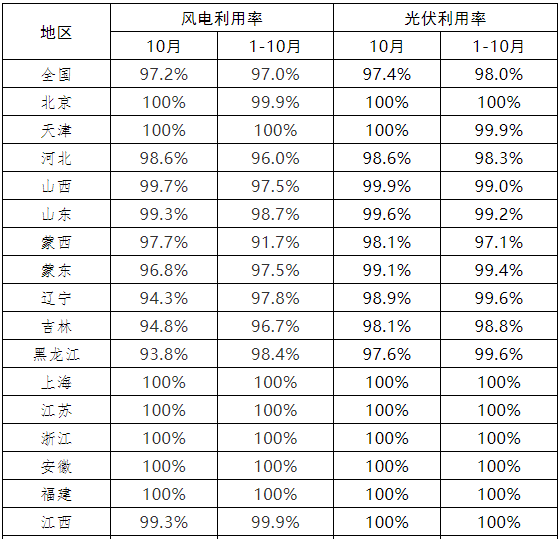 地区 风电利用率 光伏利用率
10月 1-10月 10月 1-10月
全国 97.2% 97.0% 97.4% 98.0%
北京 100% 99.9% 100% 100%
天津 100% 100% 100% 99.9%
河北 98.6% 96.0% 98.6% 98.3%
山西 99.7% 97.5% 99.9% 99.0%
山东 99.3% 98.7% 99.6% 99.2%
蒙西 97.7% 91.7% 98.1% 97.1%
蒙东 96.8% 97.5% 99.1% 99.4%
辽宁 94.3% 97.8% 98.9% 99.6%
吉林 94.8% 96.7% 98.1% 98.8%
黑龙江 93.8% 98.4% 97.6% 99.6%
上海 100% 100% 100% 100%
江苏 100% 100% 100% 100%
浙江 100% 100% 100% 100%
安徽 100% 100% 100% 100%
福建 100% 100% 100% 100%
江西 99.3% 99.9% 100% 100%